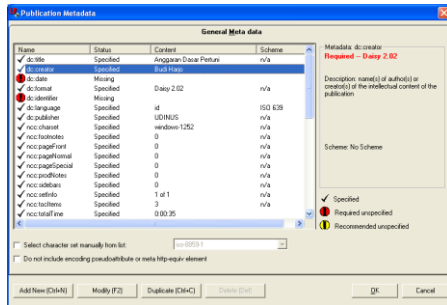 Publication Metadata
General Meta data
Name Status Content Scheme
dc:title Specified Anggaran Dasar Pertuni n/a
dc:creator Specified Budi Harjo
dc:date Missing
dc:format Specified Daisy 2.02 n/a
dc:identifier Missing
dc:language Specified id ISO 639
dc:publisher Specified UDINUS n/a
ncc:charset Specified windows-1252 n/a
ncc:footnotes Specified 0 n/a
ncc:pageFront Specified 0 n/a
ncc:pageNormal Specified 0 n/a
ncc:pageSpecial Specified 0 n/a
ncc:prodNotes Specified 0 n/a
ncc:sidebars Specified 0 n/a
ncc:setInfo Specified 1 of 1 n/a
ncc:tocItems Specified 3 n/a
ncc:totalTime Specified 0:00:35 n/a
Metadata: dc:creator
Required -- Daisy 2.02
Description: name(s) of author(s) or
creator(s) of the intellectual content of the
publication
Scheme: No Scheme
Specified
Required unspecified
Recommended unspecified
Select character set manually from list: iso-8859-1
Do not include encoding pseudoattribute or meta http-equiv element
Add New (Ctrl+N) Modify (F2) Duplicate (Ctrl+C) Delete (Del) OK Cancel